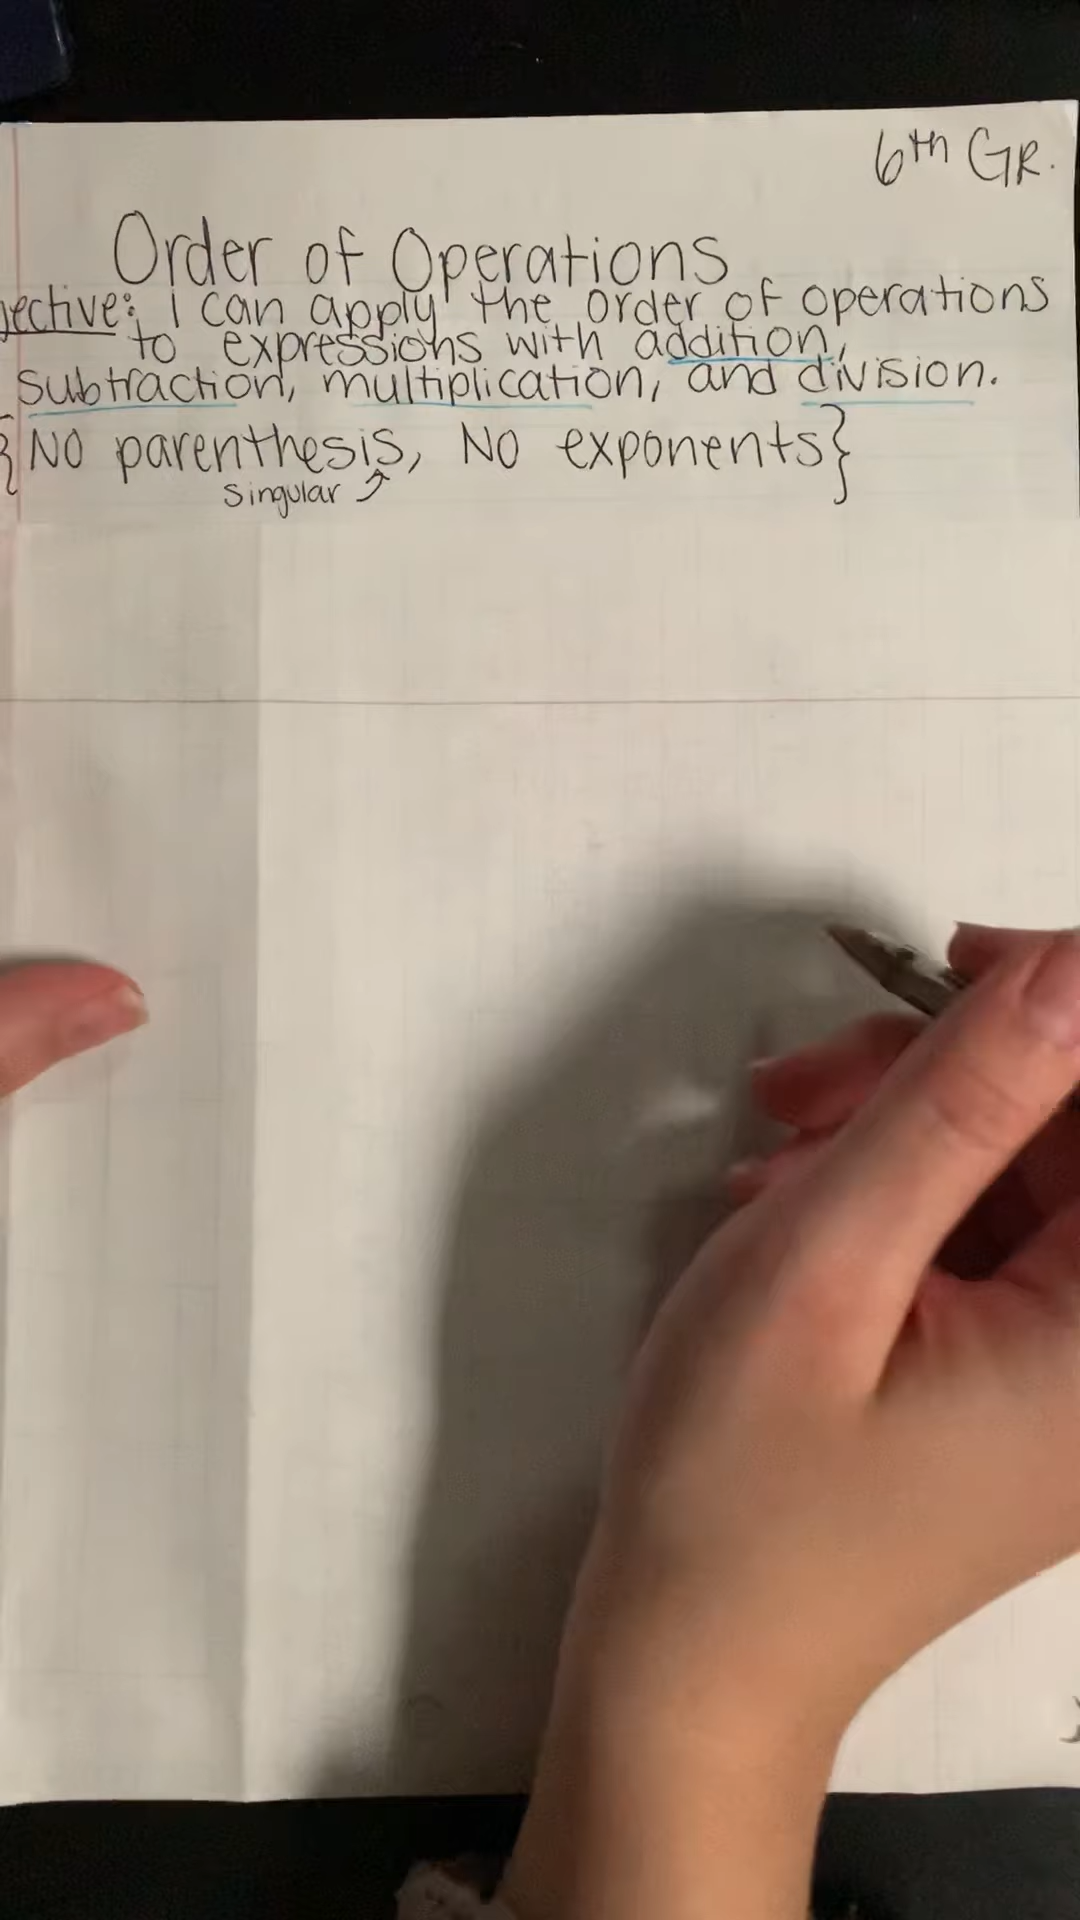 6th GR.
Order of Operations
jective: I can apply the order of operations
to expressions with addition,
subtraction, multiplication, and division.
{NO parenthesis, NO exponents}
singular